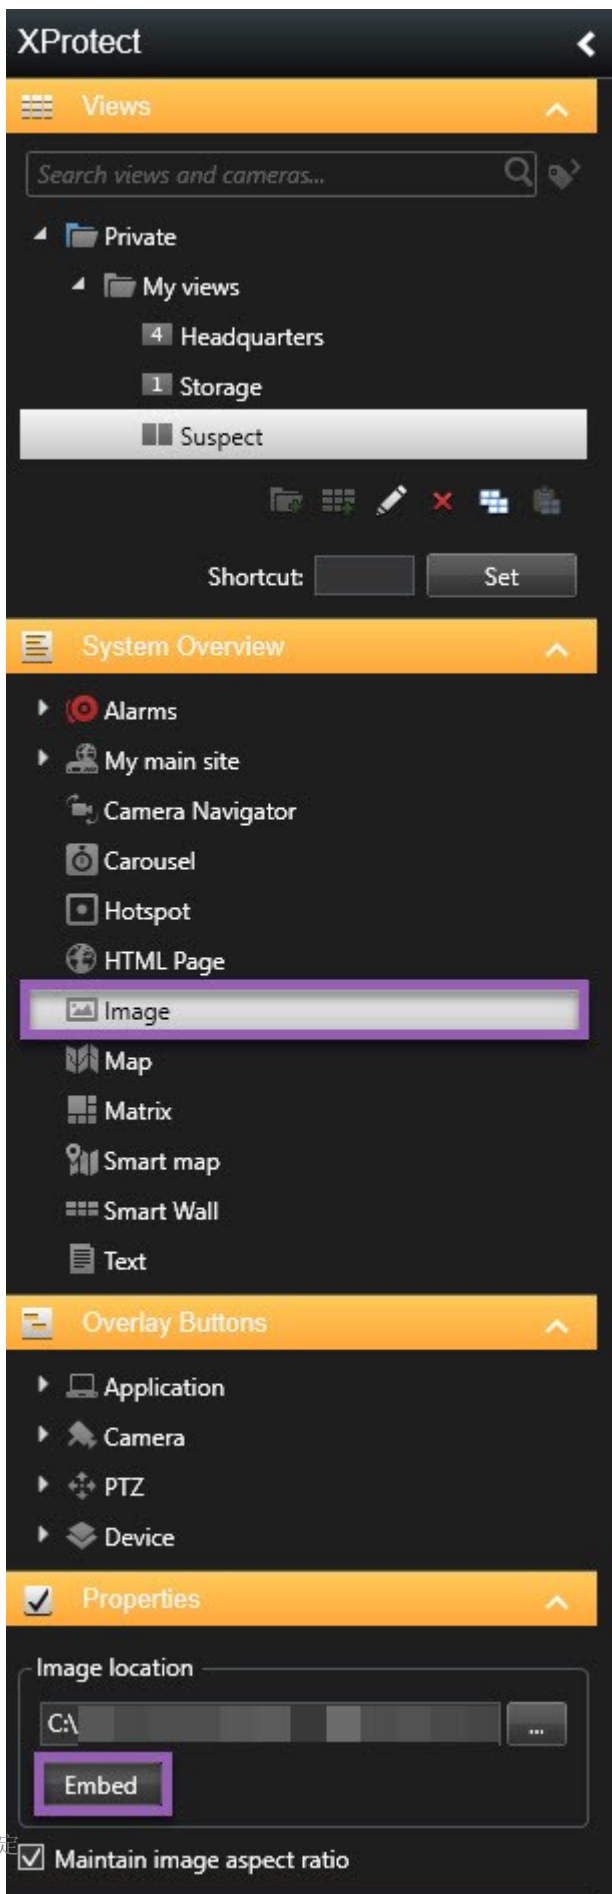 XProtect
Views
Search views and cameras...
Private
My views
4 Headquarters
1 Storage
Suspect
Shortcut: Set
System Overview
Alarms
My main site
Camera Navigator
Carousel
Hotspot
HTML Page
Image
Map
Matrix
Smart map
Smart Wall
Text
Overlay Buttons
Application
Camera
PTZ
Device
Properties
Image location
C:\ ...
Embed
定
Maintain image aspect ratio